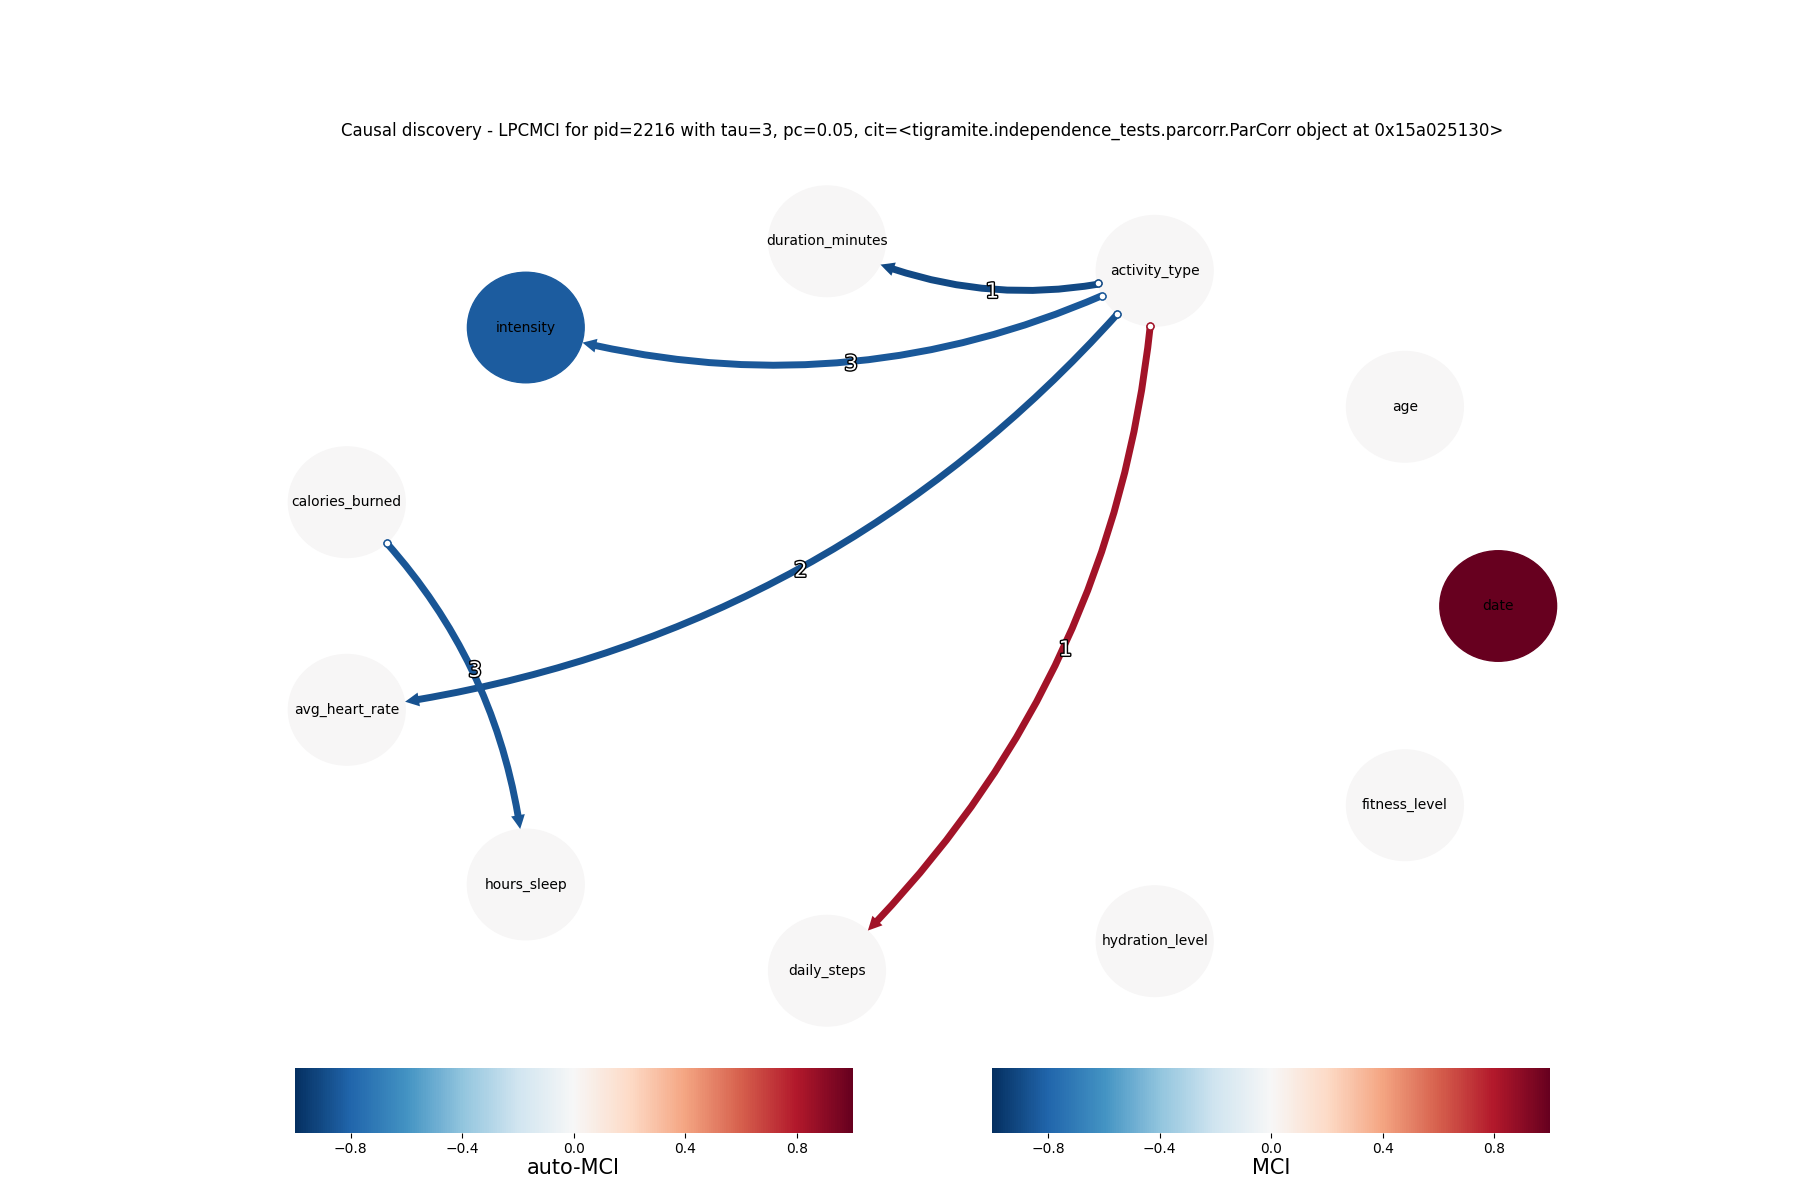 Causal discovery - LPCMCI for pid=2216 with tau=3, pc=0.05, cit=<tigramite.independence_tests.parcorr.ParCorr object at 0x15a025130>
duration_minutes
activity_type
1
intensity
3
age
calories_burned
2
date
1
3
avg_heart_rate
fitness_level
hours_sleep
hydration_level
daily_steps
−0.8 −0.4 0.0 0.4 0.8
auto-MCI
−0.8 −0.4 0.0 0.4 0.8
MCI